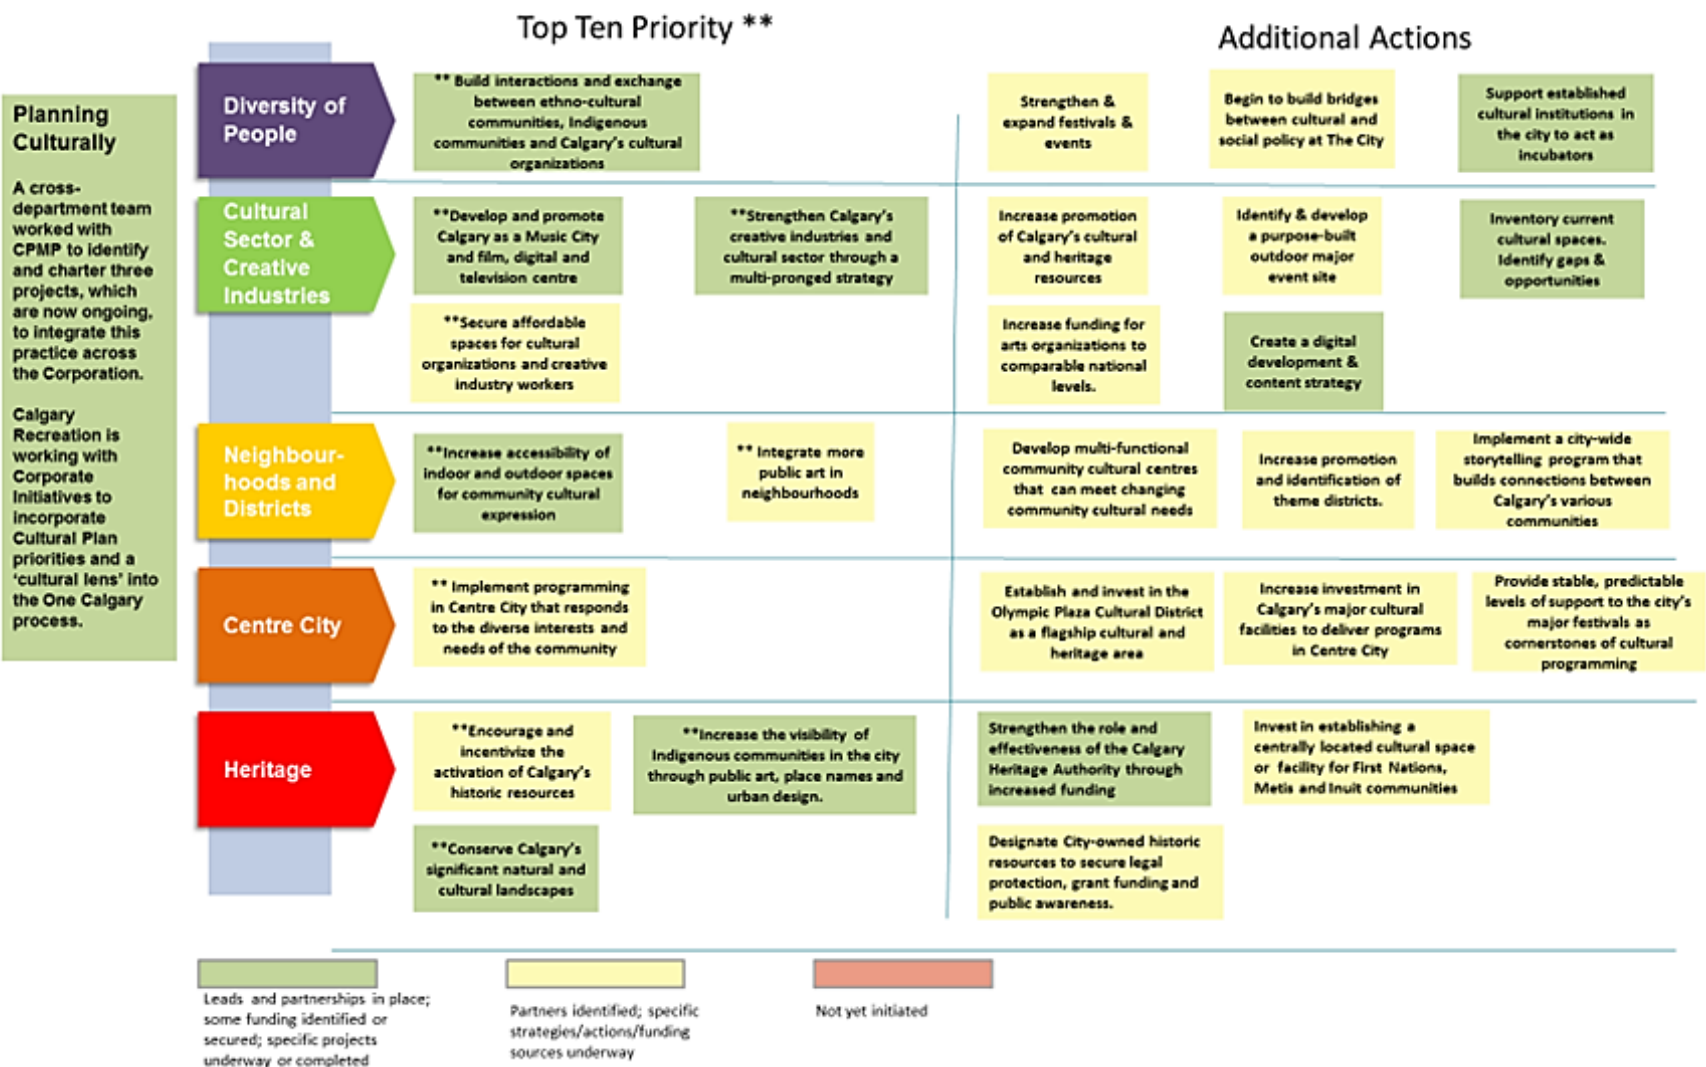 Top Ten Priority **
Additional Actions
Planning
Culturally
A cross-
department team
worked with
CPMP to identify
and charter three
projects, which
are now ongoing,
to integrate this
practice across
the Corporation.
Calgary
Recreation is
working with
Corporate
Initiatives to
incorporate
Cultural Plan
priorities and a
‘cultural lens’ into
the One Calgary
process.
Diversity of
People
** Build interactions and exchange
between ethno-cultural
communities, Indigenous
communities and Calgary’s cultural
organizations
Strengthen &
expand festivals &
events
Begin to build bridges
between cultural and
social policy at The City
Support established
cultural institutions in
the city to act as
incubators
Cultural
Sector &
Creative
Industries
**Develop and promote
Calgary as a Music City
and film, digital and
television centre
**Strengthen Calgary’s
creative industries and
cultural sector through a
multi-pronged strategy
**Secure affordable
spaces for cultural
organizations and creative
industry workers
Increase promotion
of Calgary’s cultural
and heritage
resources
Identify & develop
a purpose-built
outdoor major
event site
Inventory current
cultural spaces.
Identify gaps &
opportunities
Increase funding for
arts organizations to
comparable national
levels.
Create a digital
development &
content strategy
Neighbour-
hoods and
Districts
**Increase accessibility of
indoor and outdoor spaces
for community cultural
expression
** Integrate more
public art in
neighbourhoods
Develop multi-functional
community cultural centres
that can meet changing
community cultural needs
Increase promotion
and identification of
theme districts.
Implement a city-wide
storytelling program that
builds connections between
Calgary’s various
communities
Centre City
** Implement programming
in Centre City that responds
to the diverse interests and
needs of the community
Establish and invest in the
Olympic Plaza Cultural District
as a flagship cultural and
heritage area
Increase investment in
Calgary’s major cultural
facilities to deliver programs
in Centre City
Provide stable, predictable
levels of support to the city’s
major festivals as
cornerstones of cultural
programming
Heritage
**Encourage and
incentivize the
activation of Calgary’s
historic resources
**Increase the visibility of
Indigenous communities in the city
through public art, place names and
urban design.
**Conserve Calgary’s
significant natural and
cultural landscapes
Strengthen the role and
effectiveness of the Calgary
Heritage Authority through
increased funding
Invest in establishing a
centrally located cultural space
or facility for First Nations,
Metis and Inuit communities
Designate City-owned historic
resources to secure legal
protection, grant funding and
public awareness.
Leads and partnerships in place;
some funding identified or
secured; specific projects
underway or completed
Partners identified; specific
strategies/actions/funding
sources underway
Not yet initiated